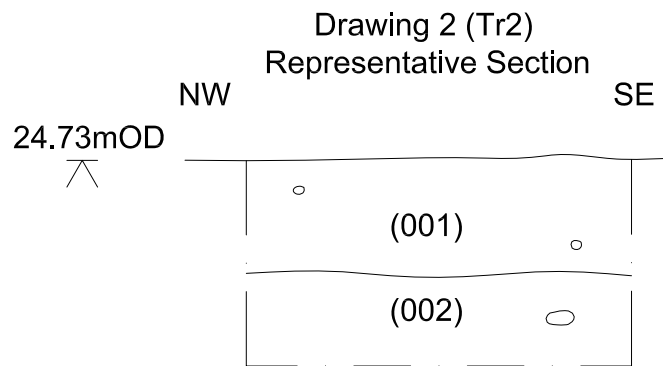 Drawing 2 (Tr2)
Representative Section
NW
SE
24.73mOD
(001)
(002)